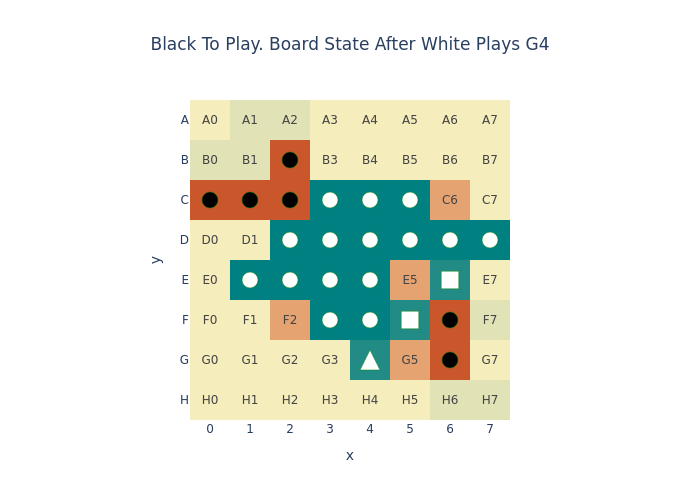 Black To Play. Board State After White Plays G4
A A0 A1 A2 A3 A4 A5 A6 A7
B B0 B1 B3 B4 B5 B6 B7
C C6 C7
D D0 D1
E E0 E5 E7
F F0 F1 F2 F7
G G0 G1 G2 G3 G5 G7
H H0 H1 H2 H3 H4 H5 H6 H7
0 1 2 3 4 5 6 7
x
y